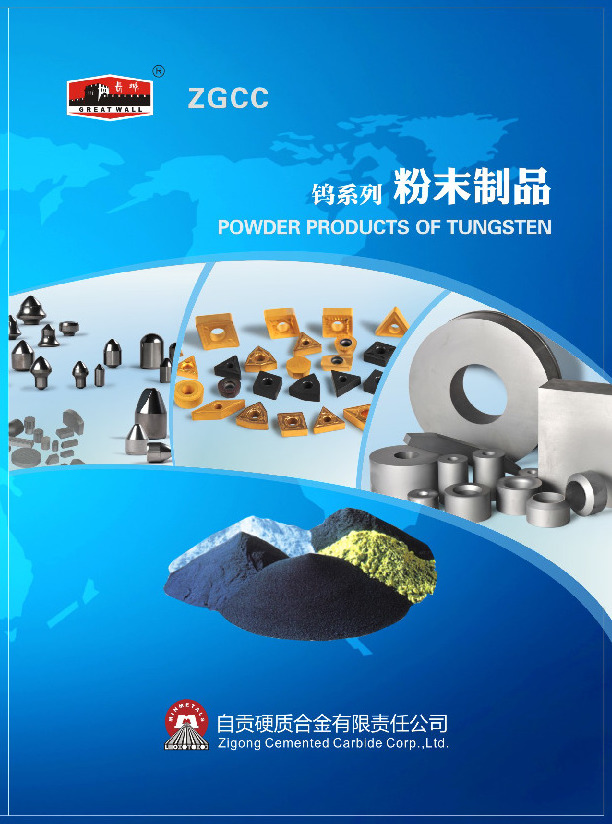 长城
GREAT WALL
®
ZGCC
钨系列 粉末制品
POWDER PRODUCTS OF TUNGSTEN
MINMETALS
自贡硬质合金有限责任公司
Zigong Cemented Carbide Corp.,Ltd.